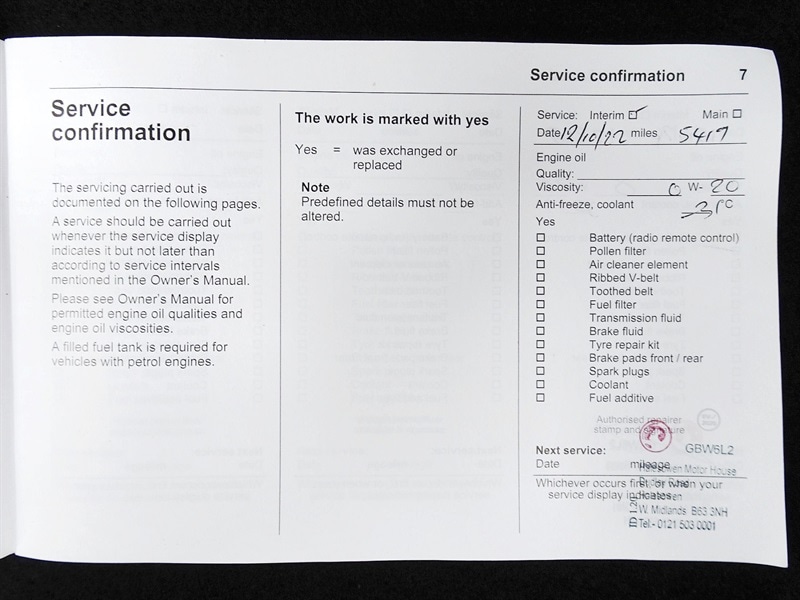 Service confirmation 7
Service
confirmation
The servicing carried out is
documented on the following pages.
A service should be carried out
whenever the service display
indicates it but not later than
according to service intervals
mentioned in the Owner's Manual.
Please see Owner's Manual for
permitted engine oil qualities and
engine oil viscosities.
A filled fuel tank is required for
vehicles with petrol engines.
The work is marked with yes
Yes = was exchanged or
replaced
Note
Predefined details must not be
altered.
Service: Interim ☑ Main ☐
Date 12/10/22 miles 5417
Engine oil
Quality:
Viscosity: 0 W- 20
Anti-freeze, coolant °C
Yes
☐ Battery (radio remote control)
☐ Pollen filter
☐ Air cleaner element
☐ Ribbed V-belt
☐ Toothed belt
☐ Fuel filter
☐ Transmission fluid
☐ Brake fluid
☐ Tyre repair kit
☐ Brake pads front / rear
☐ Spark plugs
☐ Coolant
☐ Fuel additive
Authorised repairer
stamp and signature
Next service: GBW6L2
Date mileage
Halesowen Motor House
Whichever occurs first, or when your
service display indicates.
Halesowen
W. Midlands B63 3NH
Tel:- 0121 503 0001